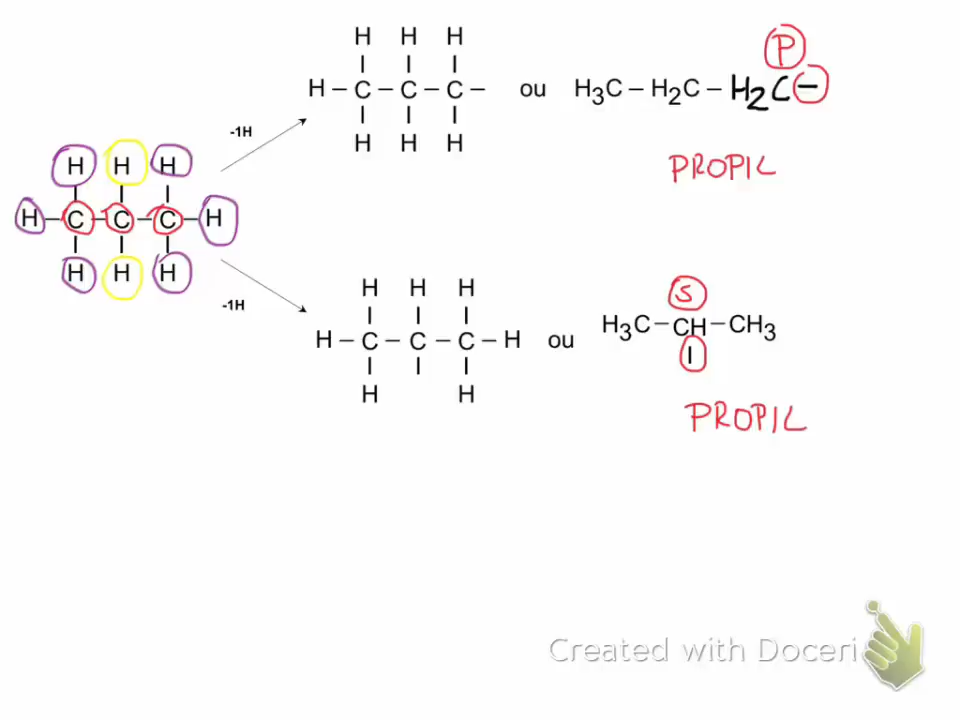 H H H
H – C – C – C – ou H3C – H2C – H2C –
P
H H H
-1H
PROPIL
H H H
H – C – C – C – H
H H H
-1H
H H H
S
H – C – C – C – H ou H3C – CH – CH3
H H
PROPIL
Created with Doceri